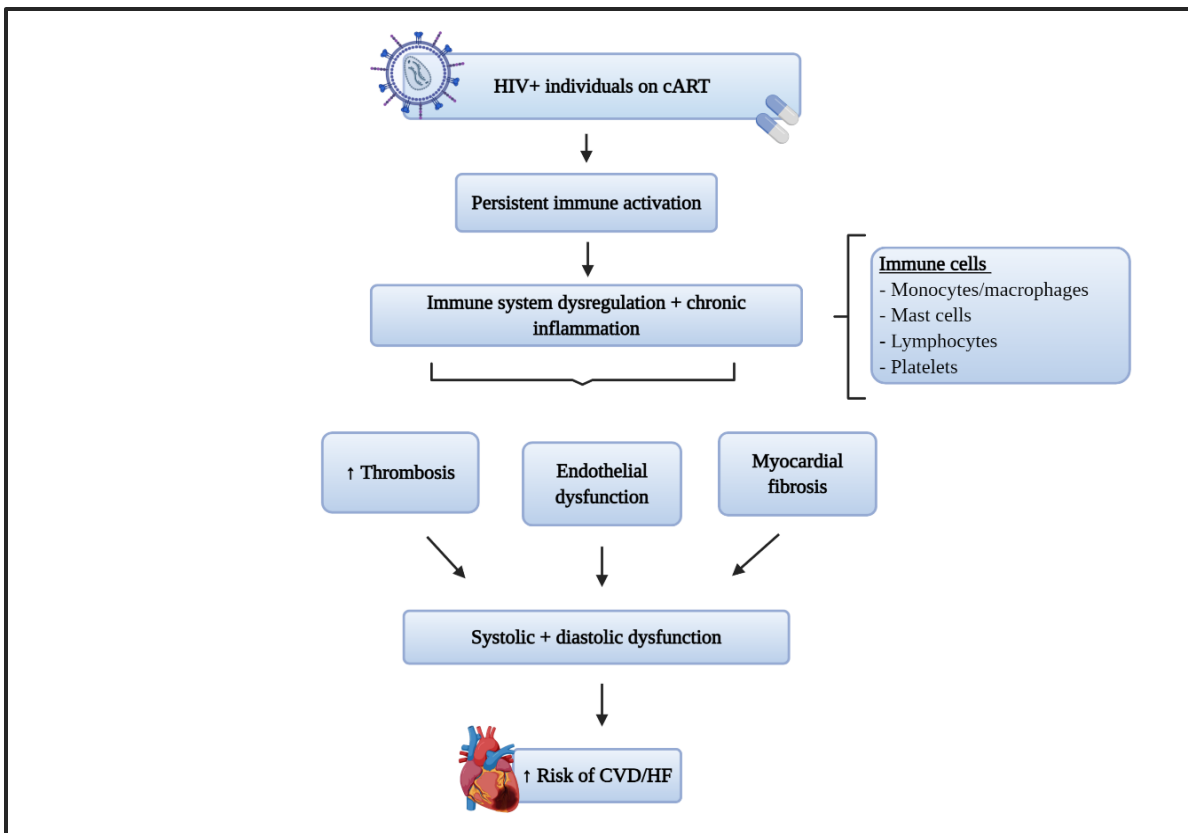 HIV+ individuals on cART
Persistent immune activation
Immune system dysregulation + chronic
inflammation
Immune cells
- Monocytes/macrophages
- Mast cells
- Lymphocytes
- Platelets
↑ Thrombosis
Endothelial
dysfunction
Myocardial
fibrosis
Systolic + diastolic dysfunction
↑ Risk of CVD/HF